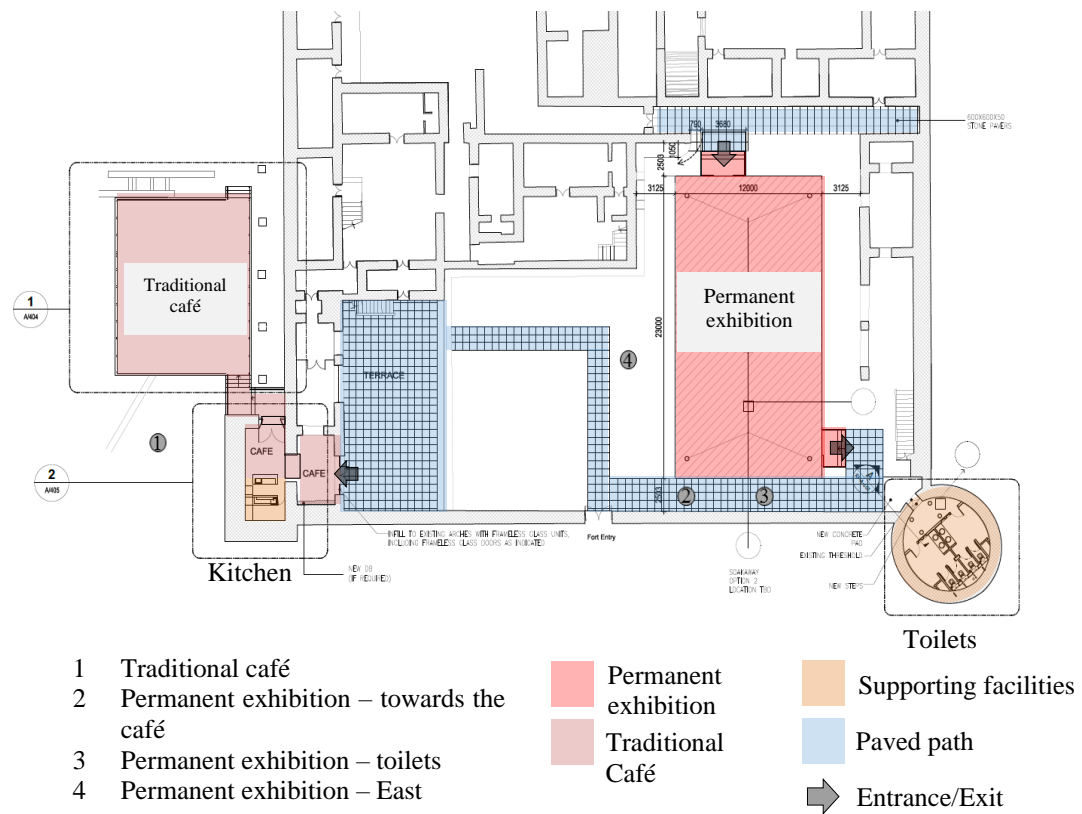 600X600X50
STONE PAVERS
790
3680
1050
2503
3125
12000
3125
1
A/404
Traditional
café
Permanent
exhibition
23000
TERRACE
4
1
CAFE
CAFE
2
A/405
2503
2
3
INFILL TO EXISTING ARCHES WITH FRAMELESS GLASS UNITS,
INCLUDING FRAMELESS GLASS DOORS AS INDICATED
Fort Entry
NEW CONCRETE
PAD
EXISTING THRESHOLD
NEW STEPS
Kitchen
NEW DB
(IF REQUIRED)
SOAKAWAY
OPTION 2
LOCATION TBD
Toilets
1 Traditional café
2 Permanent exhibition – towards the
café
3 Permanent exhibition – toilets
4 Permanent exhibition – East
Permanent
exhibition
Traditional
Café
Supporting facilities
Paved path
Entrance/Exit